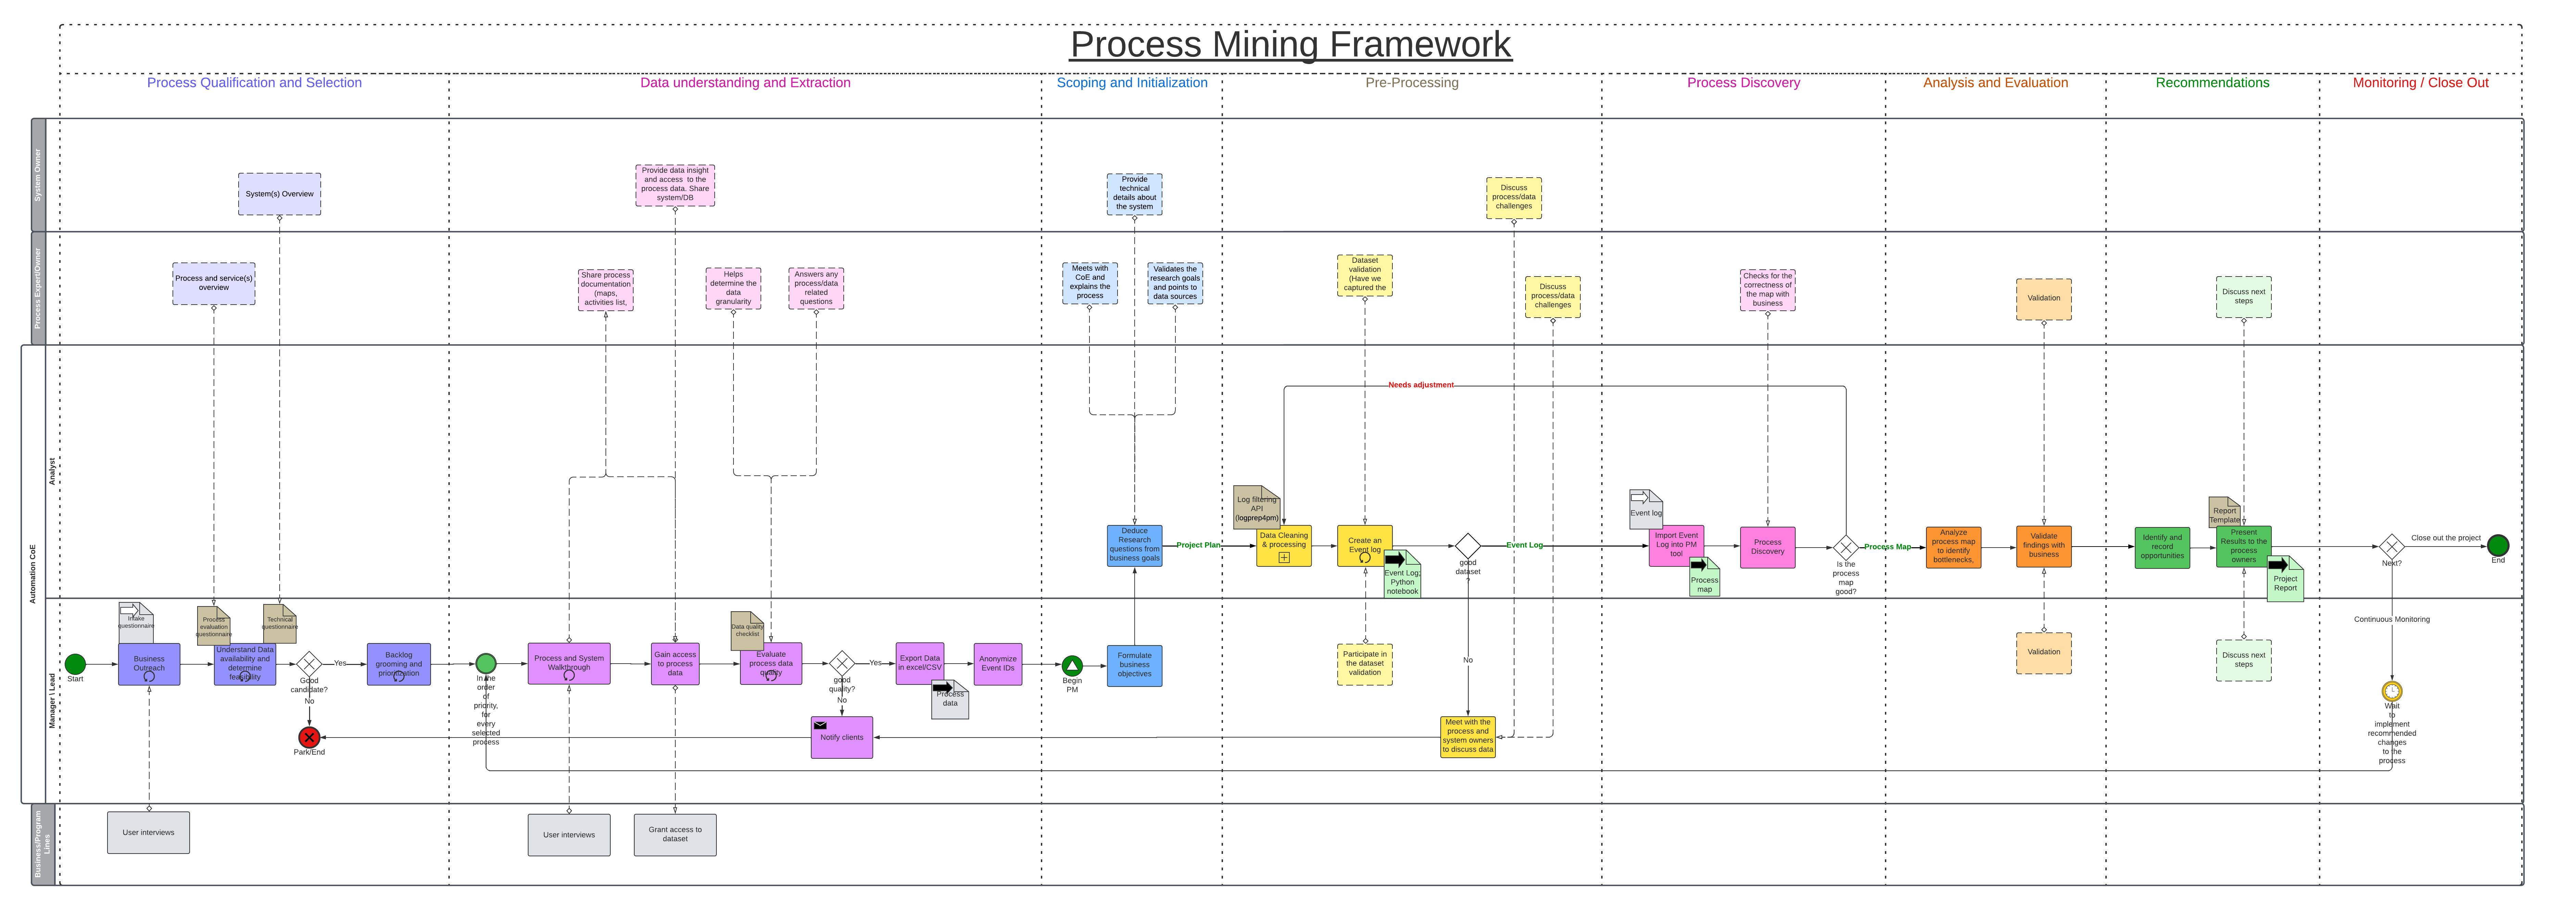 Process Mining Framework
Process Qualification and Selection
Data understanding and Extraction
Scoping and Initialization
Pre-Processing
Process Discovery
Analysis and Evaluation
Recommendations
Monitoring / Close Out
System Owner
System(s) Overview
Provide data insight
and access to the
process data. Share
system/DB
Provide
technical
details about
the system
Discuss
process/data
challenges
Process Expert/Owner
Process and service(s)
overview
Share process
documentation
(maps,
activities list,
Helps
determine the
data
granularity
Answers any
process/data
related
questions
Meets with
CoE and
explains the
process
Validates the
research goals
and points to
data sources
Dataset
validation
(Have we
captured the
Discuss
process/data
challenges
Checks for the
correctness of
the map with
business
Validation
Discuss next
steps
Automation CoE
Analyst
Needs adjustment
Deduce
Research
questions from
business goals
Project Plan
Log filtering
API
(logprep4pm)
Data Cleaning
& processing
Create an
Event log
Event Log;
Python
notebook
good
dataset
?
Event Log
Event log
Import Event
Log into PM
tool
Process
map
Process
Discovery
Is the
process
map
good?
Process Map
Analyze
process map
to identify
bottlenecks,
Validate
findings with
business
Identify and
record
opportunities
Report
Template
Present
Results to the
process
owners
Project
Report
Next?
Close out the project
End
Manager \ Lead
Start
Intake
questionnaire
Business
Outreach
Process
evaluation
questionnaire
Technical
questionnaire
Understand Data
availability and
determine
feasibility
Good
candidate?
Yes
No
Park/End
Backlog
grooming and
prioritization
In the
order
of
priority,
for
every
selected
process
Process and System
Walkthrough
Gain access
to process
data
Data quality
checklist
Evaluate
process data
quality
good
quality?
Yes
No
Notify clients
Export Data
in excel/CSV
Process
data
Anonymize
Event IDs
Begin
PM
Formulate
business
objectives
Participate in
the dataset
validation
No
Meet with the
process and
system owners
to discuss data
Validation
Discuss next
steps
Continuous Monitoring
Wait
to
implement
recommended
changes
to the
process
Business/Program
Lines
User interviews
User interviews
Grant access to
dataset